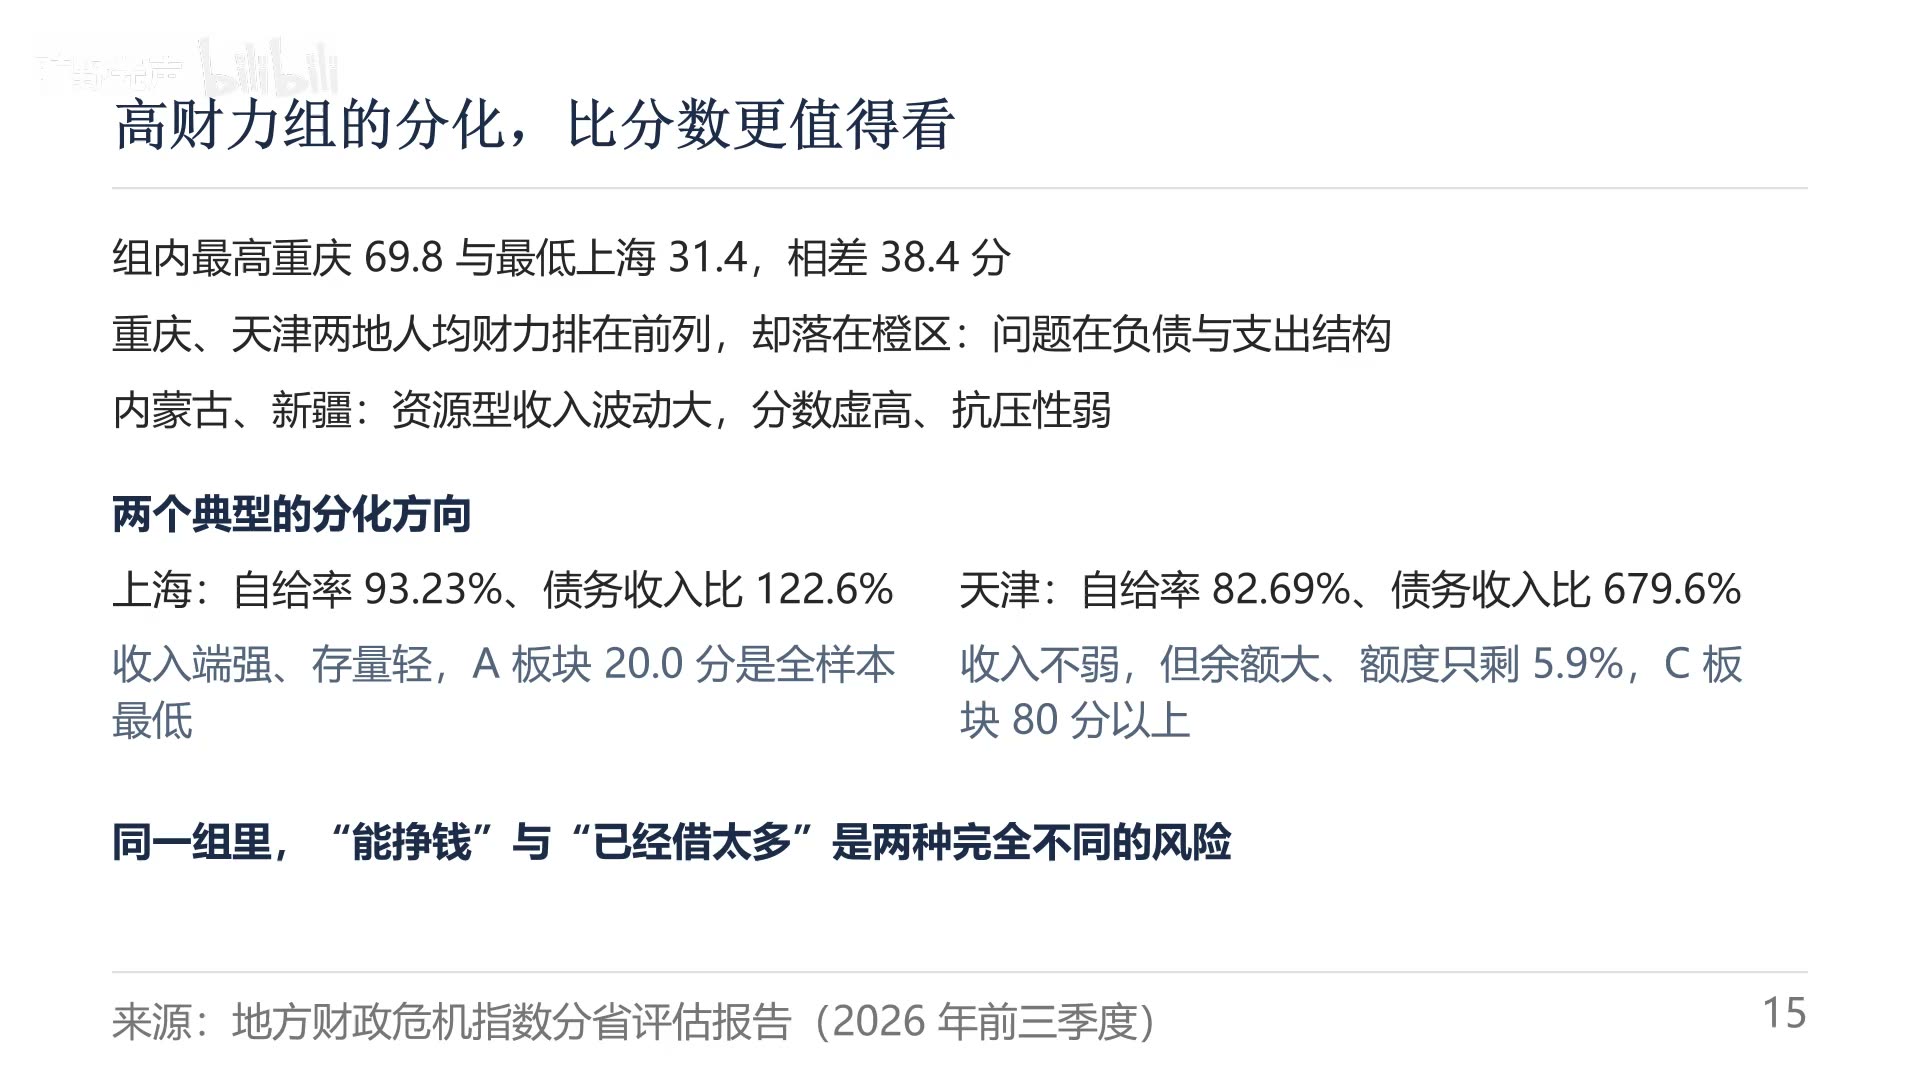 bilibili
高财力组的分化，比分数更值得看
组内最高重庆 69.8 与最低上海 31.4，相差 38.4 分
重庆、天津两地人均财力排在前列，却落在橙区：问题在负债与支出结构
内蒙古、新疆：资源型收入波动大，分数虚高、抗压性弱
两个典型的分化方向
上海：自给率 93.23%、债务收入比 122.6%
收入端强、存量轻，A 板块 20.0 分是全样本
最低
天津：自给率 82.69%、债务收入比 679.6%
收入不弱，但余额大、额度只剩 5.9%，C 板
块 80 分以上
同一组里，“能挣钱”与“已经借太多”是两种完全不同的风险
来源：地方财政危机指数分省评估报告（2026 年前三季度）
15